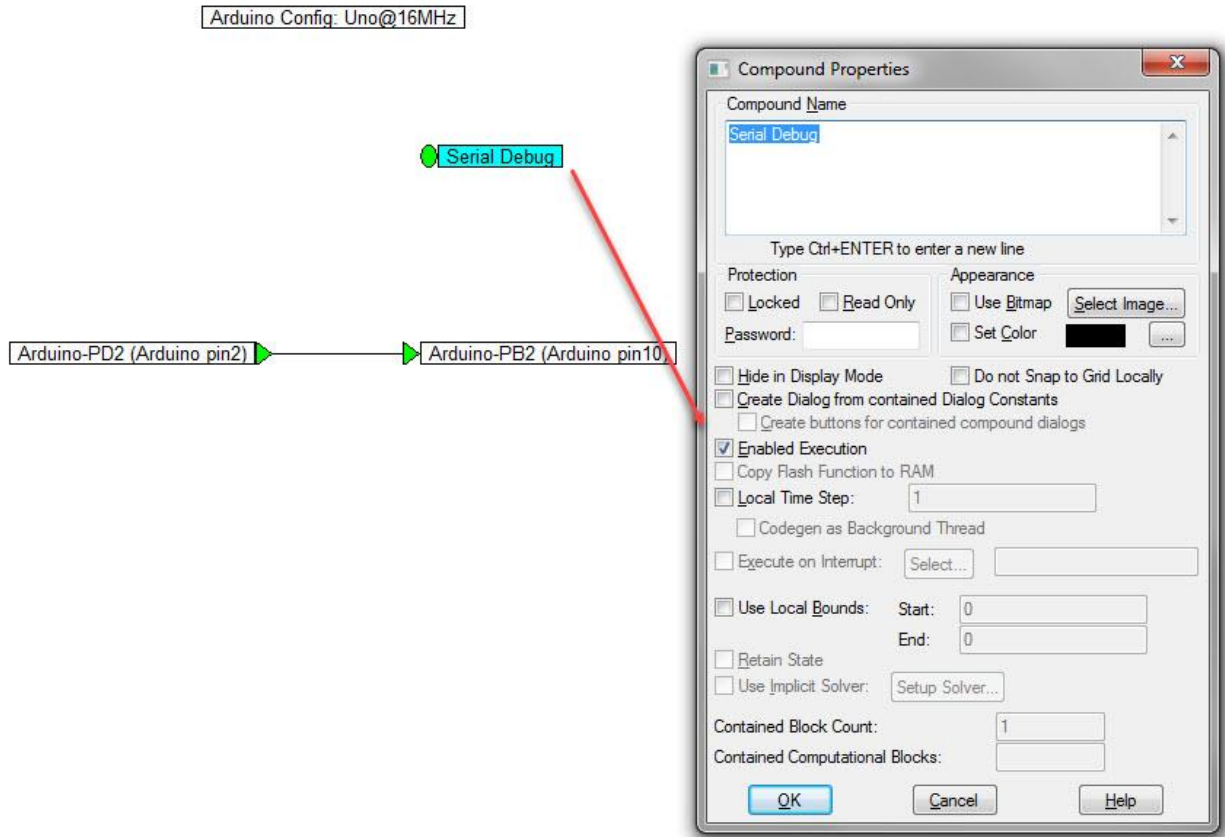 Arduino Config: Uno@16MHz
Serial Debug
Arduino-PD2 (Arduino pin2)
Arduino-PB2 (Arduino pin10)
Compound Properties
X
Compound Name
Serial Debug
Type Ctrl+ENTER to enter a new line
Protection
Locked Read Only
Password:
Appearance
Use Bitmap Select Image...
Set Color ...
Hide in Display Mode Do not Snap to Grid Locally
Create Dialog from contained Dialog Constants
Create buttons for contained compound dialogs
Enabled Execution
Copy Flash Function to RAM
Local Time Step: 1
Codegen as Background Thread
Execute on Interrupt: Select...
Use Local Bounds: Start: 0
End: 0
Retain State
Use Implicit Solver: Setup Solver...
Contained Block Count: 1
Contained Computational Blocks:
OK Cancel Help